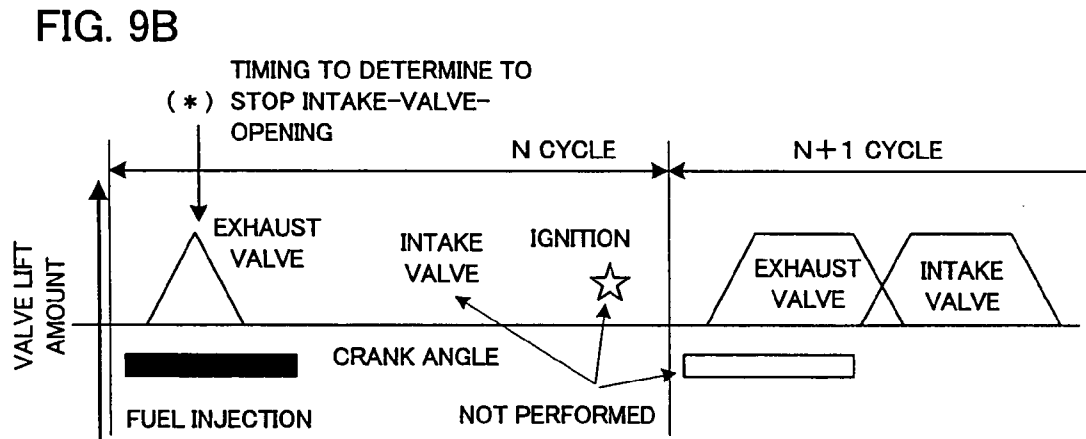 FIG. 9B
TIMING TO DETERMINE TO
(*) STOP INTAKE-VALVE-
OPENING
N CYCLE
N+1 CYCLE
VALVE LIFT
AMOUNT
EXHAUST
VALVE
INTAKE
VALVE
IGNITION
EXHAUST
VALVE
INTAKE
VALVE
CRANK ANGLE
FUEL INJECTION
NOT PERFORMED